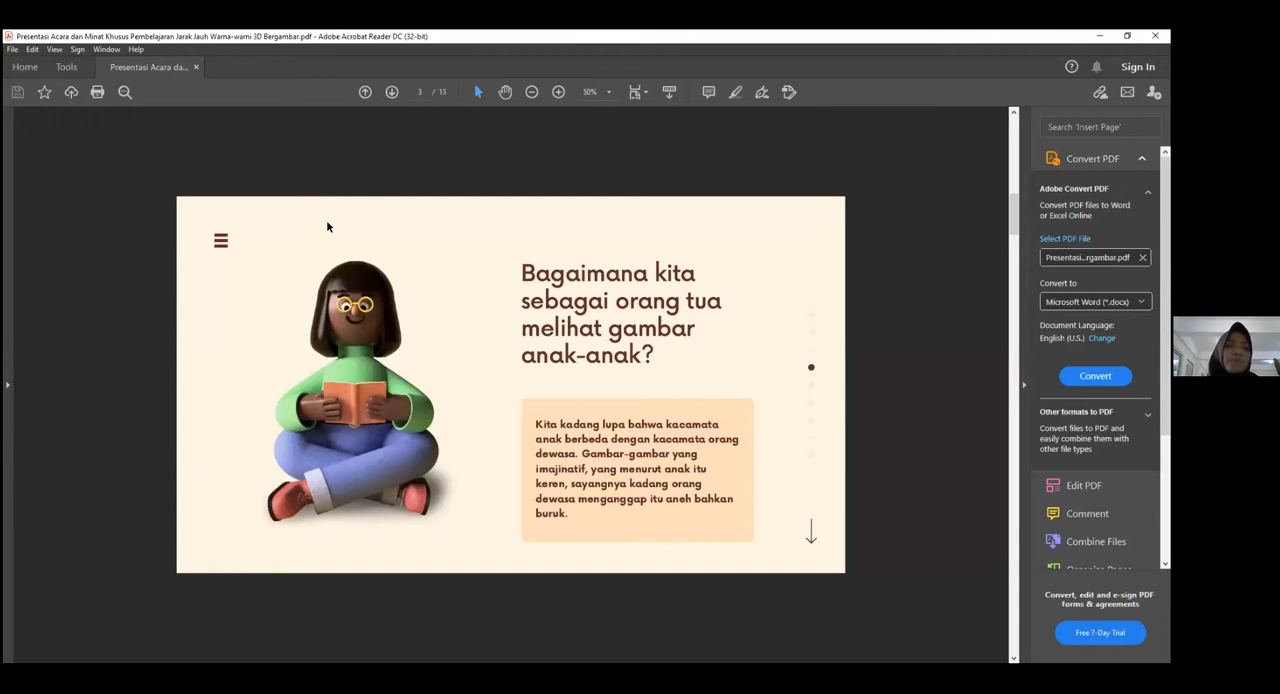 Presentasi Acara dan Minat Khusus Pembelajaran Jarak Jauh Warna-warni 3D Bergambar.pdf - Adobe Acrobat Reader DC (32-bit)
File Edit View Sign Window Help
Home Tools Presentasi Acara da... × Sign In
3 / 13 50%
Bagaimana kita
sebagai orang tua
melihat gambar
anak-anak?
Kita kadang lupa bahwa kacamata
anak berbeda dengan kacamata orang
dewasa. Gambar-gambar yang
imajinatif, yang menurut anak itu
keren, sayangnya kadang orang
dewasa menganggap itu aneh bahkan
buruk.
Search 'Insert Page'
Convert PDF
Adobe Convert PDF
Convert PDF files to Word
or Excel Online
Select PDF File
Presentasi...rgambar.pdf
Convert to
Microsoft Word (*.docx)
Document Language:
English (U.S.) Change
Convert
Other formats to PDF
Convert files to PDF and
easily combine them with
other file types
Edit PDF
Comment
Combine Files
Organize Pages
Convert, edit and e-sign PDF
forms & agreements
Free 7-Day Trial